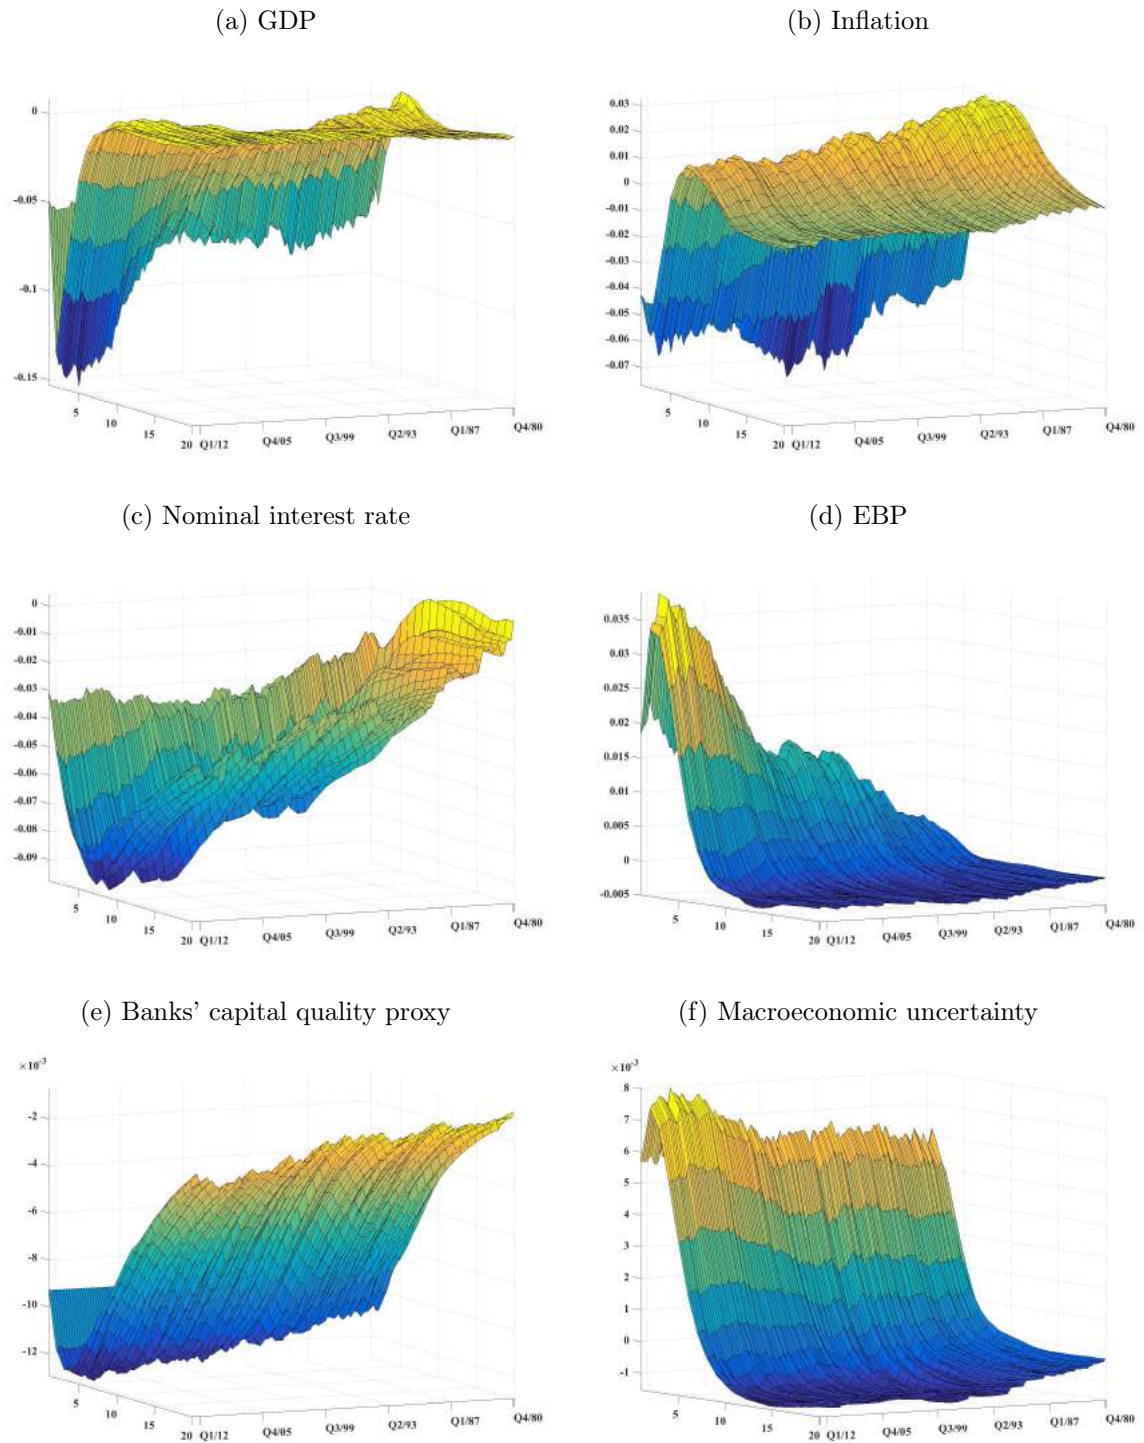 (a) GDP
(b) Inflation
0
-0.05
-0.1
-0.15
5
10
15
20 Q1/12
Q4/05
Q3/99
Q2/93
Q1/87
Q4/80
0.03
0.02
0.01
0
-0.01
-0.02
-0.03
-0.04
-0.05
-0.06
-0.07
5
10
15
20 Q1/12
Q4/05
Q3/99
Q2/93
Q1/87
Q4/80
(c) Nominal interest rate
(d) EBP
0
-0.01
-0.02
-0.03
-0.04
-0.05
-0.06
-0.07
-0.08
-0.09
5
10
15
20 Q1/12
Q4/05
Q3/99
Q2/93
Q1/87
Q4/80
0.035
0.03
0.025
0.02
0.015
0.01
0.005
0
-0.005
5
10
15
20 Q1/12
Q4/05
Q3/99
Q2/93
Q1/87
Q4/80
(e) Banks' capital quality proxy
(f) Macroeconomic uncertainty
×10⁻³
-2
-4
-6
-8
-10
-12
5
10
15
20 Q1/12
Q4/05
Q3/99
Q2/93
Q1/87
Q4/80
×10⁻³
8
7
6
5
4
3
2
1
0
-1
5
10
15
20 Q1/12
Q4/05
Q3/99
Q2/93
Q1/87
Q4/80